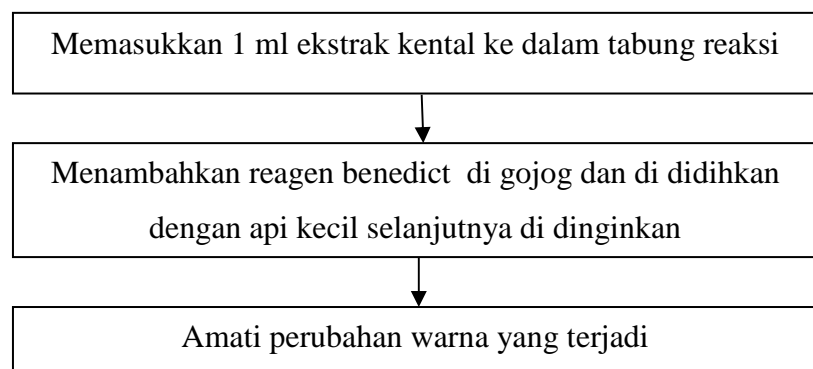 Memasukkan 1 ml ekstrak kental ke dalam tabung reaksi
Menambahkan reagen benedict di gojog dan di didihkan
dengan api kecil selanjutnya di dinginkan
Amati perubahan warna yang terjadi